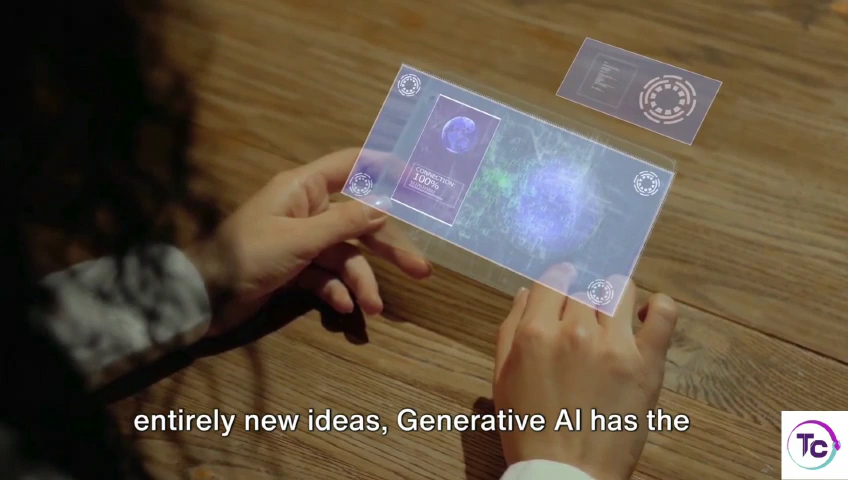 CONNECTION
100%
entirely new ideas, Generative AI has the
Tc